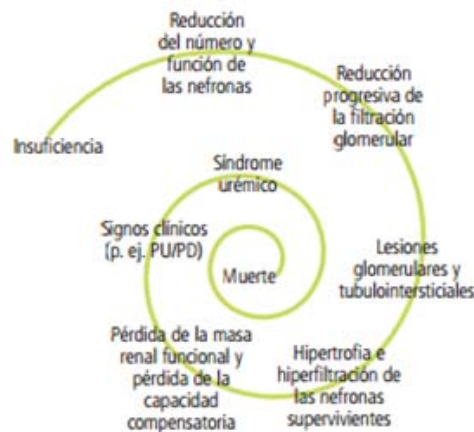 Insuficiencia
Reducción
del número y
función de
las nefronas
Reducción
progresiva de
la filtración
glomerular
Lesiones
glomerulares y
tubulointersticiales
Hipertrofia e
hiperfiltración de
las nefronas
supervivientes
Pérdida de la masa
renal funcional y
pérdida de la
capacidad
compensatoria
Signos clínicos
(p. ej. PU/PD)
Síndrome
urémico
Muerte